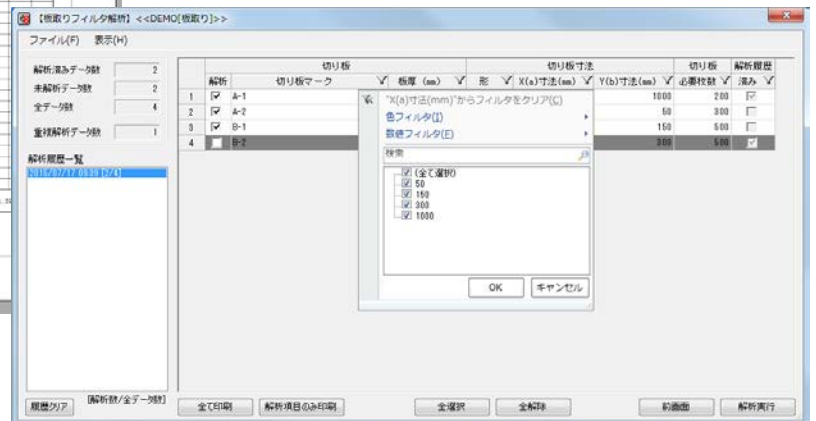 【板取りフィルタ解析】 <<DEMO[板取り]>>
ファイル(F) 表示(H)
解析済みデータ数 2
未解析データ数 2
全データ数 4
重複解析データ数 1
解析履歴一覧
2015/07/17 09:09 [2/4]
切り板 切り板寸法 切り板 解析履歴
解析 切り板マーク 板厚 (mm) 形 X(a)寸法(mm) Y(b)寸法(mm) 必要枚数 済み
1 A-1 1000 200
2 A-2 50 300
3 B-1 150 500
4 B-2 300 500
"X(a)寸法(mm)"からフィルタをクリア(C)
色フィルタ(I)
数値フィルタ(F)
検索
(全て選択)
50
150
300
1000
OK キャンセル
[解析数/全データ数]
履歴クリア 全て印刷 解析項目のみ印刷 全選択 全解除 前画面 解析実行